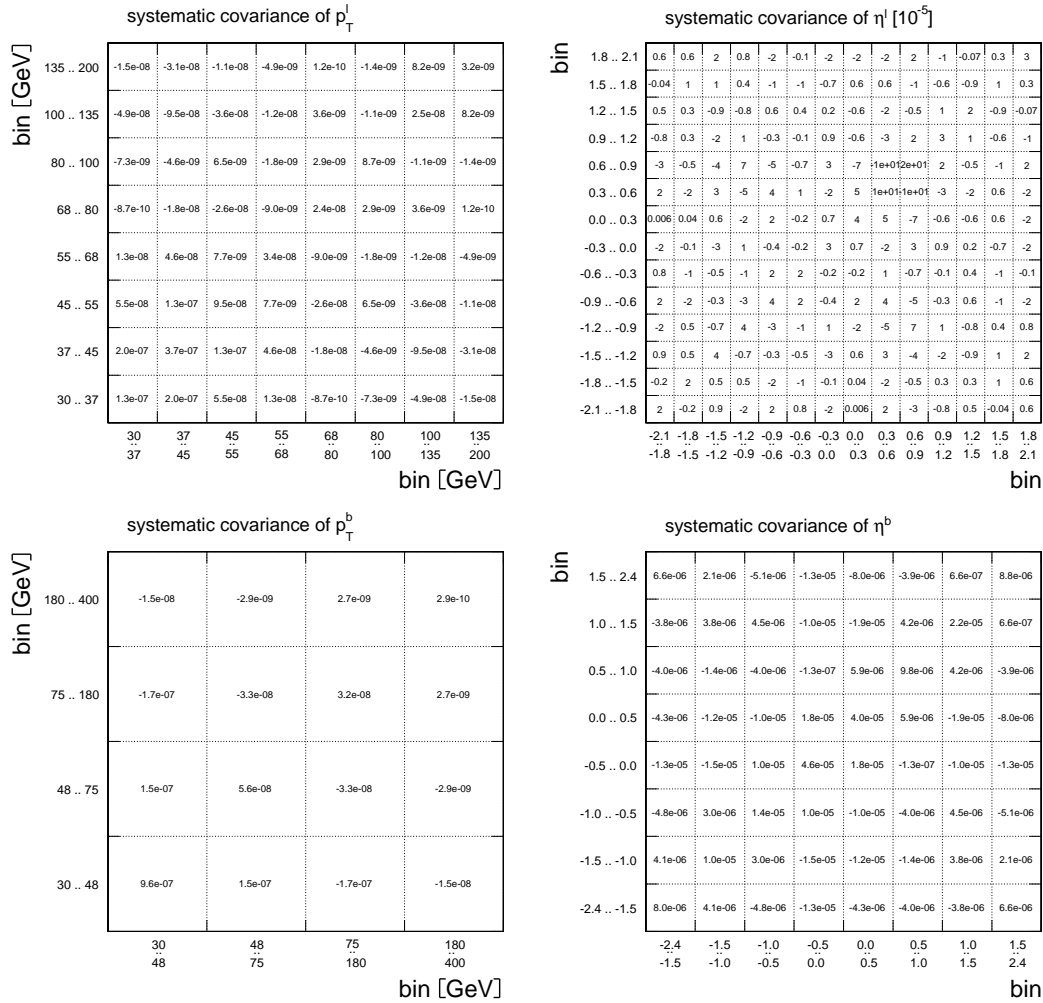 systematic covariance of p_T^l
bin [GeV]
135 .. 200 -1.5e-08 -3.1e-08 -1.1e-08 -4.9e-09 1.2e-10 -1.4e-09 8.2e-09 3.2e-09
100 .. 135 -4.9e-08 -9.5e-08 -3.6e-08 -1.2e-08 3.6e-09 -1.1e-09 2.5e-08 8.2e-09
80 .. 100 -7.3e-09 -4.6e-09 6.5e-09 -1.8e-09 2.9e-09 8.7e-09 -1.1e-09 -1.4e-09
68 .. 80 -8.7e-10 -1.8e-08 -2.6e-08 -9.0e-09 2.4e-08 2.9e-09 3.6e-09 1.2e-10
55 .. 68 1.3e-08 4.6e-08 7.7e-09 3.4e-08 -9.0e-09 -1.8e-09 -1.2e-08 -4.9e-09
45 .. 55 5.5e-08 1.3e-07 9.5e-08 7.7e-09 -2.6e-08 6.5e-09 -3.6e-08 -1.1e-08
37 .. 45 2.0e-07 3.7e-07 1.3e-07 4.6e-08 -1.8e-08 -4.6e-09 -9.5e-08 -3.1e-08
30 .. 37 1.3e-07 2.0e-07 5.5e-08 1.3e-08 -8.7e-10 -7.3e-09 -4.9e-08 -1.5e-08
30 .. 37 37 .. 45 45 .. 55 55 .. 68 68 .. 80 80 .. 100 100 .. 135 135 .. 200
bin [GeV]
systematic covariance of η^l [10^-5]
bin
1.8 .. 2.1 0.6 0.6 2 0.8 -2 -0.1 -2 -2 -2 2 -1 -0.07 0.3 3
1.5 .. 1.8 -0.04 1 1 0.4 -1 -1 -0.7 0.6 0.6 -1 -0.6 -0.9 1 0.3
1.2 .. 1.5 0.5 0.3 -0.9 -0.8 0.6 0.4 0.2 -0.6 -2 -0.5 1 2 -0.9 -0.07
0.9 .. 1.2 -0.8 0.3 -2 1 -0.3 -0.1 0.9 -0.6 -3 2 3 1 -0.6 -1
0.6 .. 0.9 -3 -0.5 -4 7 -5 -0.7 3 -7 -1e+01 2e+01 2 -0.5 -1 2
0.3 .. 0.6 2 -2 3 -5 4 1 -2 5 1e+01 -1e+01 -3 -2 0.6 -2
0.0 .. 0.3 0.006 0.04 0.6 -2 2 -0.2 0.7 4 5 -7 -0.6 -0.6 0.6 -2
-0.3 .. 0.0 -2 -0.1 -3 1 -0.4 -0.2 3 0.7 -2 3 0.9 0.2 -0.7 -2
-0.6 .. -0.3 0.8 -1 -0.5 -1 2 2 -0.2 -0.2 1 -0.7 -0.1 0.4 -1 -0.1
-0.9 .. -0.6 2 -2 -0.3 -3 4 2 -0.4 2 4 -5 -0.3 0.6 -1 -2
-1.2 .. -0.9 -2 0.5 -0.7 4 -3 -1 1 -2 -5 7 1 -0.8 0.4 0.8
-1.5 .. -1.2 0.9 0.5 4 -0.7 -0.3 -0.5 -3 0.6 3 -4 -2 -0.9 1 2
-1.8 .. -1.5 -0.2 2 0.5 0.5 -2 -1 -0.1 0.04 -2 -0.5 0.3 0.3 1 0.6
-2.1 .. -1.8 2 -0.2 0.9 -2 2 0.8 -2 0.006 2 -3 -0.8 0.5 -0.04 0.6
-2.1 .. -1.8 -1.8 .. -1.5 -1.5 .. -1.2 -1.2 .. -0.9 -0.9 .. -0.6 -0.6 .. -0.3 -0.3 .. 0.0 0.0 .. 0.3 0.3 .. 0.6 0.6 .. 0.9 0.9 .. 1.2 1.2 .. 1.5 1.5 .. 1.8 1.8 .. 2.1
bin
systematic covariance of p_T^b
bin [GeV]
180 .. 400 -1.5e-08 -2.9e-09 2.7e-09 2.9e-10
75 .. 180 -1.7e-07 -3.3e-08 3.2e-08 2.7e-09
48 .. 75 1.5e-07 5.6e-08 -3.3e-08 -2.9e-09
30 .. 48 9.6e-07 1.5e-07 -1.7e-07 -1.5e-08
30 .. 48 48 .. 75 75 .. 180 180 .. 400
bin [GeV]
systematic covariance of η^b
bin
1.5 .. 2.4 6.6e-06 2.1e-06 -5.1e-06 -1.3e-05 -8.0e-06 -3.9e-06 6.6e-07 8.8e-06
1.0 .. 1.5 -3.8e-06 3.8e-06 4.5e-06 -1.0e-05 -1.9e-05 4.2e-06 2.2e-05 6.6e-07
0.5 .. 1.0 -4.0e-06 -1.4e-06 -4.0e-06 -1.3e-07 5.9e-06 9.8e-06 4.2e-06 -3.9e-06
0.0 .. 0.5 -4.3e-06 -1.2e-05 -1.0e-05 1.8e-05 4.0e-05 5.9e-06 -1.9e-05 -8.0e-06
-0.5 .. 0.0 -1.3e-05 -1.5e-05 1.0e-05 4.6e-05 1.8e-05 -1.3e-07 -1.0e-05 -1.3e-05
-1.0 .. -0.5 -4.8e-06 3.0e-06 1.4e-05 1.0e-05 -1.0e-05 -4.0e-06 4.5e-06 -5.1e-06
-1.5 .. -1.0 4.1e-06 1.0e-05 3.0e-06 -1.5e-05 -1.2e-05 -1.4e-06 3.8e-06 2.1e-06
-2.4 .. -1.5 8.0e-06 4.1e-06 -4.8e-06 -1.3e-05 -4.3e-06 -4.0e-06 -3.8e-06 6.6e-06
-2.4 .. -1.5 -1.5 .. -1.0 -1.0 .. -0.5 -0.5 .. 0.0 0.0 .. 0.5 0.5 .. 1.0 1.0 .. 1.5 1.5 .. 2.4
bin